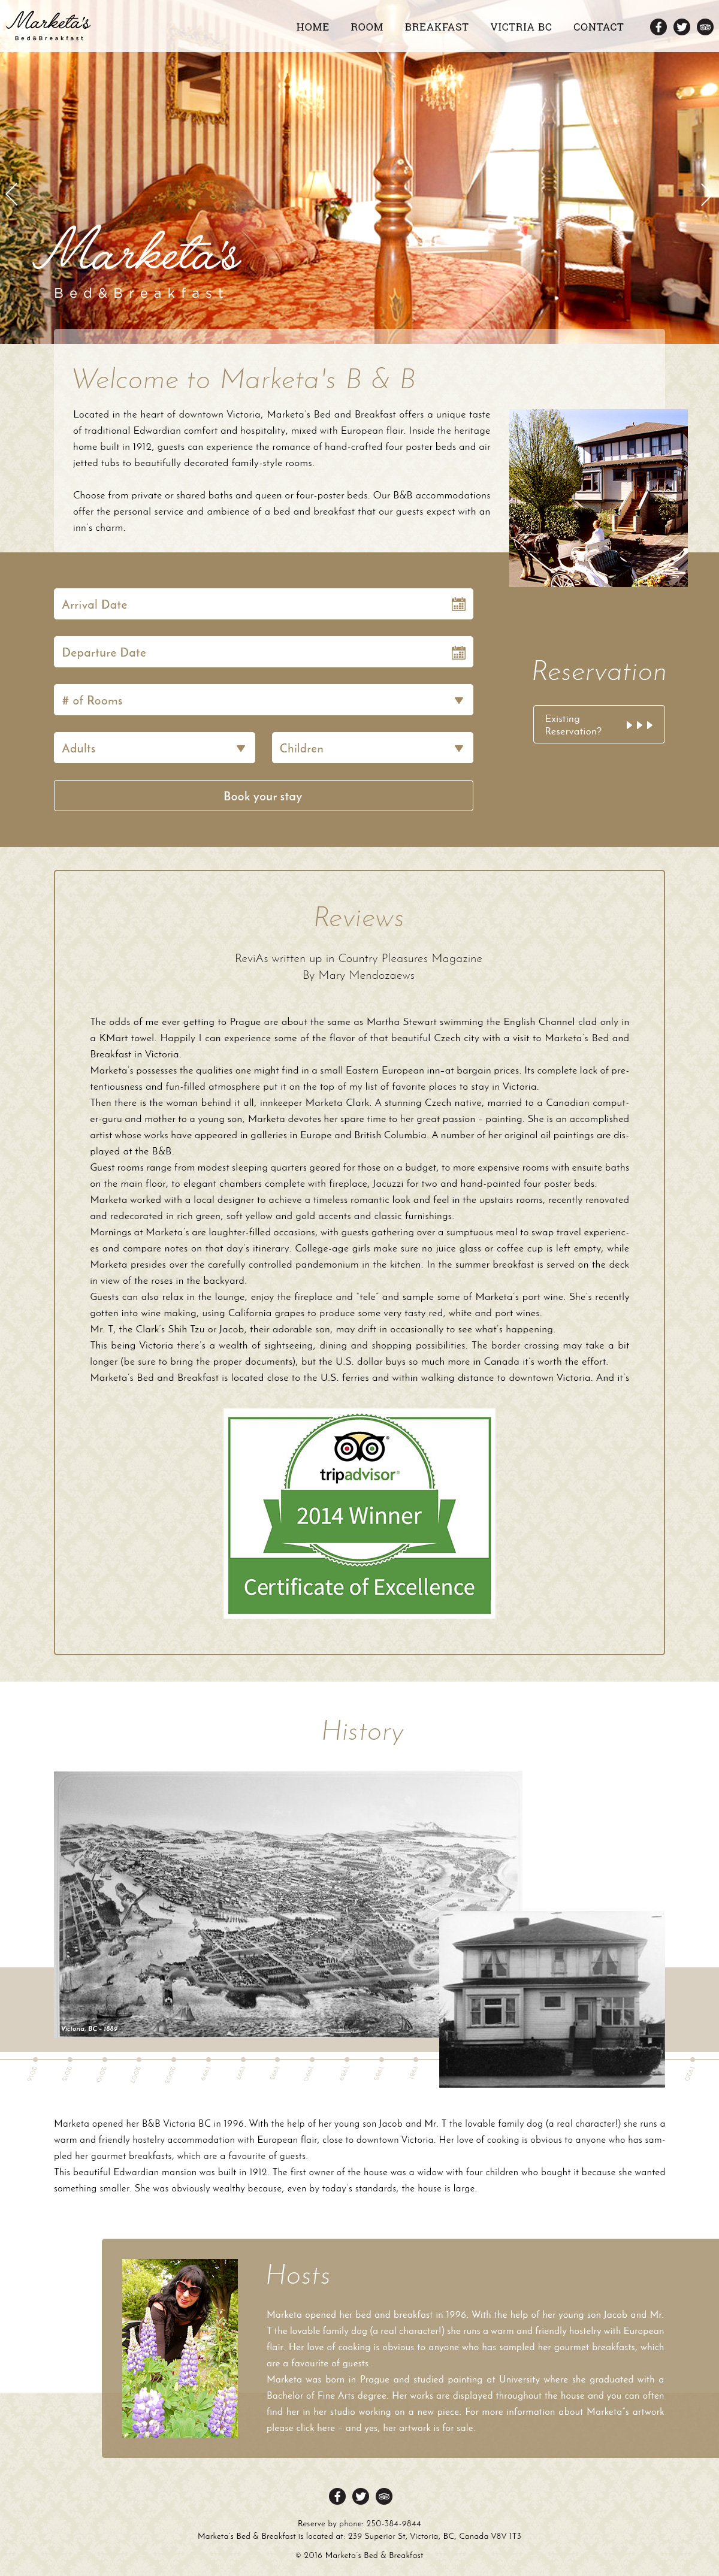 Marketa's
Bed&Breakfast
HOME ROOM BREAKFAST VICTRIA BC CONTACT
Marketa's
Bed&Breakfast
Welcome to Marketa's B & B
Located in the heart of downtown Victoria, Marketa's Bed and Breakfast offers a unique taste
of traditional Edwardian comfort and hospitality, mixed with European flair. Inside the heritage
home built in 1912, guests can experience the romance of hand-crafted four poster beds and air
jetted tubs to beautifully decorated family-style rooms.
Choose from private or shared baths and queen or four-poster beds. Our B&B accommodations
offer the personal service and ambience of a bed and breakfast that our guests expect with an
inn's charm.
Arrival Date
Departure Date
# of Rooms
Adults
Children
Book your stay
Reservation
Existing
Reservation?
Reviews
ReviAs written up in Country Pleasures Magazine
By Mary Mendozaews
The odds of me ever getting to Prague are about the same as Martha Stewart swimming the English Channel clad only in
a KMart towel. Happily I can experience some of the flavor of that beautiful Czech city with a visit to Marketa's Bed and
Breakfast in Victoria.
Marketa's possesses the qualities one might find in a small Eastern European inn–at bargain prices. Its complete lack of pre-
tentiousness and fun-filled atmosphere put it on the top of my list of favorite places to stay in Victoria.
Then there is the woman behind it all, innkeeper Marketa Clark. A stunning Czech native, married to a Canadian comput-
er-guru and mother to a young son, Marketa devotes her spare time to her great passion – painting. She is an accomplished
artist whose works have appeared in galleries in Europe and British Columbia. A number of her original oil paintings are dis-
played at the B&B.
Guest rooms range from modest sleeping quarters geared for those on a budget, to more expensive rooms with ensuite baths
on the main floor, to elegant chambers complete with fireplace, Jacuzzi for two and hand-painted four poster beds.
Marketa worked with a local designer to achieve a timeless romantic look and feel in the upstairs rooms, recently renovated
and redecorated in rich green, soft yellow and gold accents and classic furnishings.
Mornings at Marketa's are laughter-filled occasions, with guests gathering over a sumptuous meal to swap travel experienc-
es and compare notes on that day's itinerary. College-age girls make sure no juice glass or coffee cup is left empty, while
Marketa presides over the carefully controlled pandemonium in the kitchen. In the summer breakfast is served on the deck
in view of the roses in the backyard.
Guests can also relax in the lounge, enjoy the fireplace and "tele" and sample some of Marketa's port wine. She's recently
gotten into wine making, using California grapes to produce some very tasty red, white and port wines.
Mr. T, the Clark's Shih Tzu or Jacob, their adorable son, may drift in occasionally to see what's happening.
This being Victoria there's a wealth of sightseeing, dining and shopping possibilities. The border crossing may take a bit
longer (be sure to bring the proper documents), but the U.S. dollar buys so much more in Canada it's worth the effort.
Marketa's Bed and Breakfast is located close to the U.S. ferries and within walking distance to downtown Victoria. And it's
tripadvisor
2014 Winner
Certificate of Excellence
History
Victoria, BC - 1889
Marketa opened her B&B Victoria BC in 1996. With the help of her young son Jacob and Mr. T the lovable family dog (a real character!) she runs a
warm and friendly hostelry accommodation with European flair, close to downtown Victoria. Her love of cooking is obvious to anyone who has sam-
pled her gourmet breakfasts, which are a favourite of guests.
This beautiful Edwardian mansion was built in 1912. The first owner of the house was a widow with four children who bought it because she wanted
something smaller. She was obviously wealthy because, even by today's standards, the house is large.
Hosts
Marketa opened her bed and breakfast in 1996. With the help of her young son Jacob and Mr.
T the lovable family dog (a real character!) she runs a warm and friendly hostelry with European
flair. Her love of cooking is obvious to anyone who has sampled her gourmet breakfasts, which
are a favourite of guests.
Marketa was born in Prague and studied painting at University where she graduated with a
Bachelor of Fine Arts degree. Her works are displayed throughout the house and you can often
find her in her studio working on a new piece. For more information about Marketa"s artwork
please click here – and yes, her artwork is for sale.
Reserve by phone: 250-384-9844
Marketa's Bed & Breakfast is located at: 239 Superior St, Victoria, BC, Canada V8V 1T3
© 2016 Marketa's Bed & Breakfast